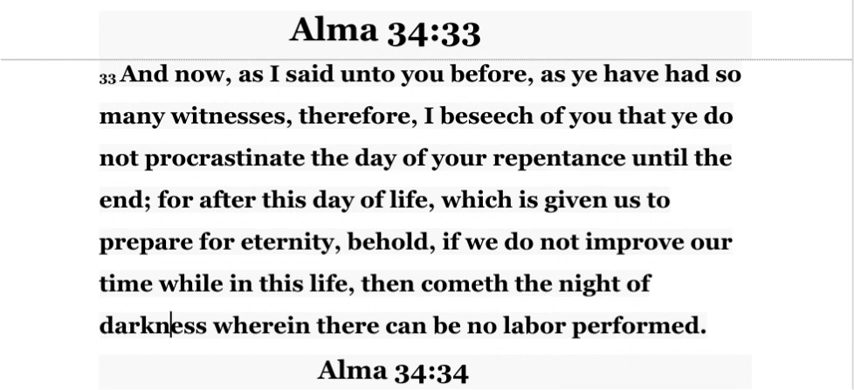 Alma 34:33
33 And now, as I said unto you before, as ye have had so
many witnesses, therefore, I beseech of you that ye do
not procrastinate the day of your repentance until the
end; for after this day of life, which is given us to
prepare for eternity, behold, if we do not improve our
time while in this life, then cometh the night of
darkness wherein there can be no labor performed.
Alma 34:34